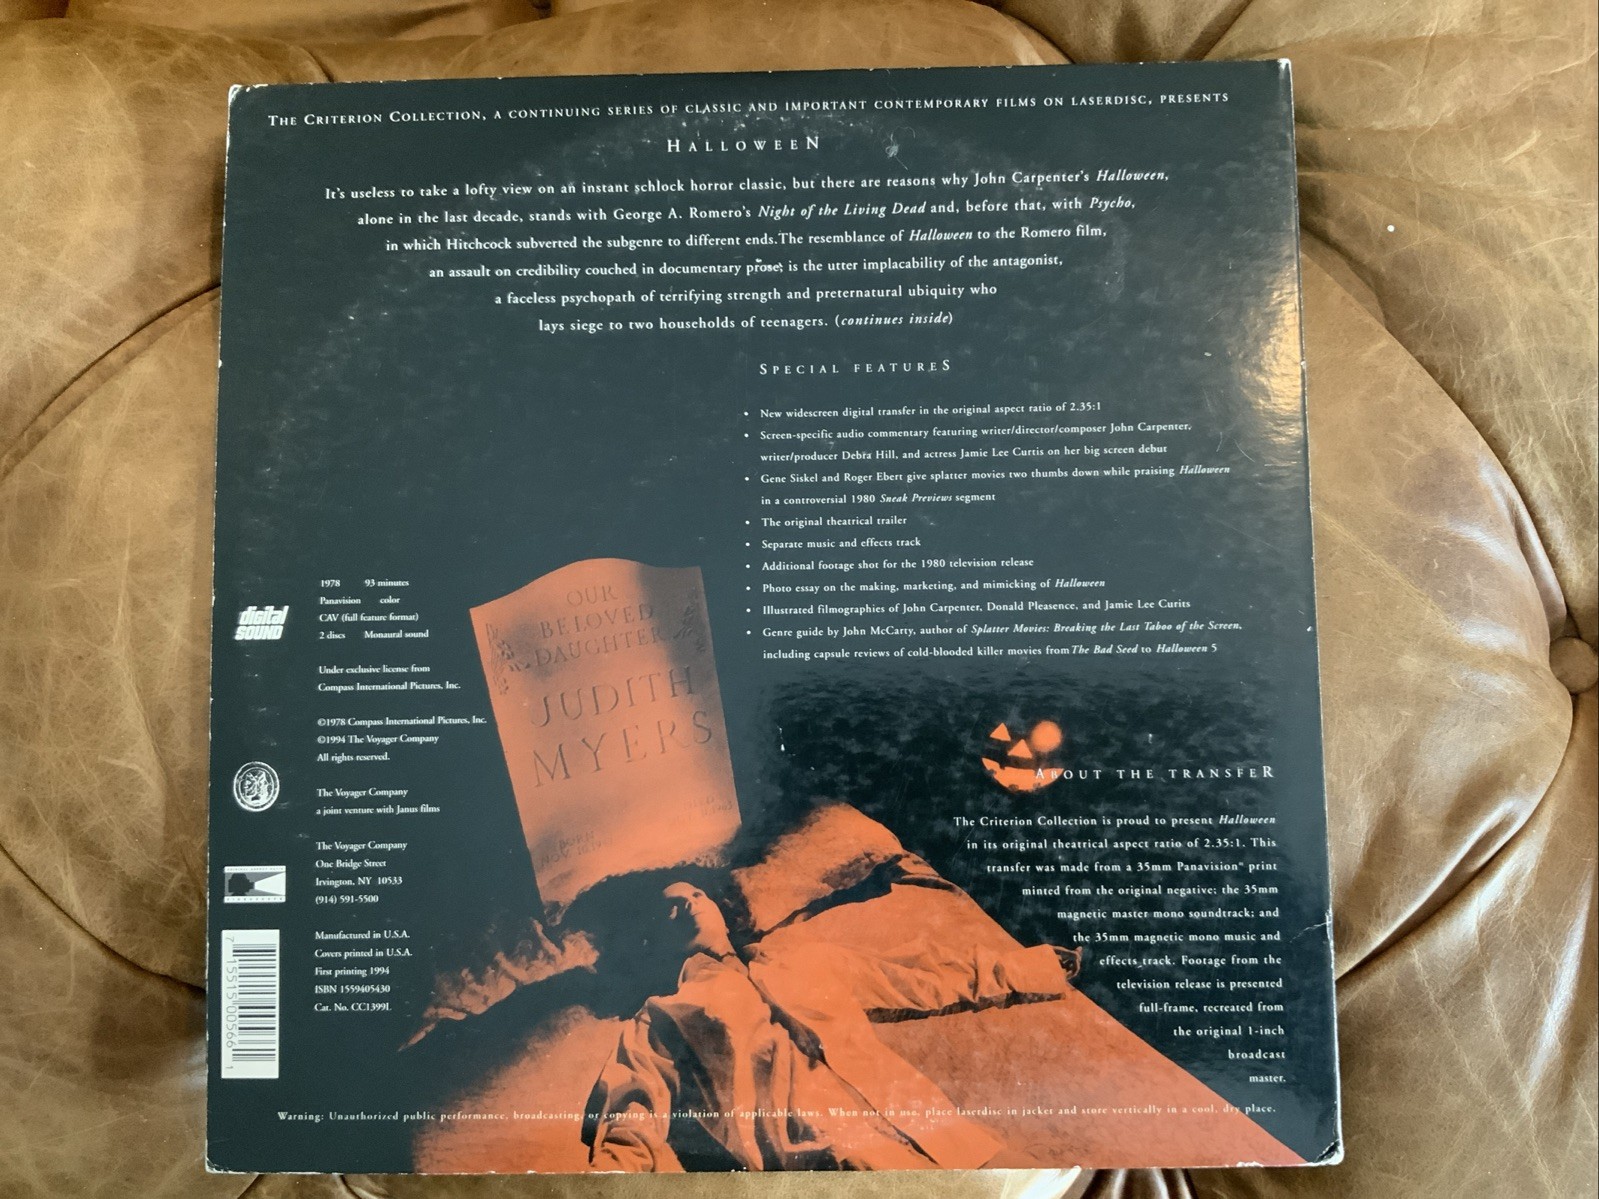 THE CRITERION COLLECTION, A CONTINUING SERIES OF CLASSIC AND IMPORTANT CONTEMPORARY FILMS ON LASERDISC, PRESENTS
HALLOWEEN
It's useless to take a lofty view on an instant schlock horror classic, but there are reasons why John Carpenter's Halloween,
alone in the last decade, stands with George A. Romero's Night of the Living Dead and, before that, with Psycho,
in which Hitchcock subverted the subgenre to different ends.The resemblance of Halloween to the Romero film,
an assault on credibility couched in documentary prose, is the utter implacability of the antagonist,
a faceless psychopath of terrifying strength and preternatural ubiquity who
lays siege to two households of teenagers. (continues inside)
SPECIAL FEATURES
• New widescreen digital transfer in the original aspect ratio of 2.35:1
• Screen-specific audio commentary featuring writer/director/composer John Carpenter,
writer/producer Debra Hill, and actress Jamie Lee Curtis on her big screen debut
• Gene Siskel and Roger Ebert give splatter movies two thumbs down while praising Halloween
in a controversial 1980 Sneak Previews segment
• The original theatrical trailer
• Separate music and effects track
• Additional footage shot for the 1980 television release
• Photo essay on the making, marketing, and mimicking of Halloween
• Illustrated filmographies of John Carpenter, Donald Pleasence, and Jamie Lee Curits
• Genre guide by John McCarty, author of Splatter Movies: Breaking the Last Taboo of the Screen,
including capsule reviews of cold-blooded killer movies from The Bad Seed to Halloween 5
digital
SOUND
1978 93 minutes
Panavision color
CAV (full feature format)
2 discs Monaural sound
Under exclusive license from
Compass International Pictures, Inc.
©1978 Compass International Pictures, Inc.
©1994 The Voyager Company
All rights reserved.
The Voyager Company
a joint venture with Janus films
The Voyager Company
One Bridge Street
Irvington, NY 10533
(914) 591-5500
Manufactured in U.S.A.
Covers printed in U.S.A.
First printing 1994
ISBN 1559405430
Cat. No. CC1399L
7 15515 00566 1
OUR
BELOVED
DAUGHTER
JUDITH
MYERS
BORN
NOV.
ABOUT THE TRANSFER
The Criterion Collection is proud to present Halloween
in its original theatrical aspect ratio of 2.35:1. This
transfer was made from a 35mm Panavision® print
minted from the original negative; the 35mm
magnetic master mono soundtrack; and
the 35mm magnetic mono music and
effects track. Footage from the
television release is presented
full-frame, recreated from
the original 1-inch
broadcast
master.
Warning: Unauthorized public performance, broadcasting, or copying is a violation of applicable laws. When not in use, place laserdisc in jacket and store vertically in a cool, dry place.